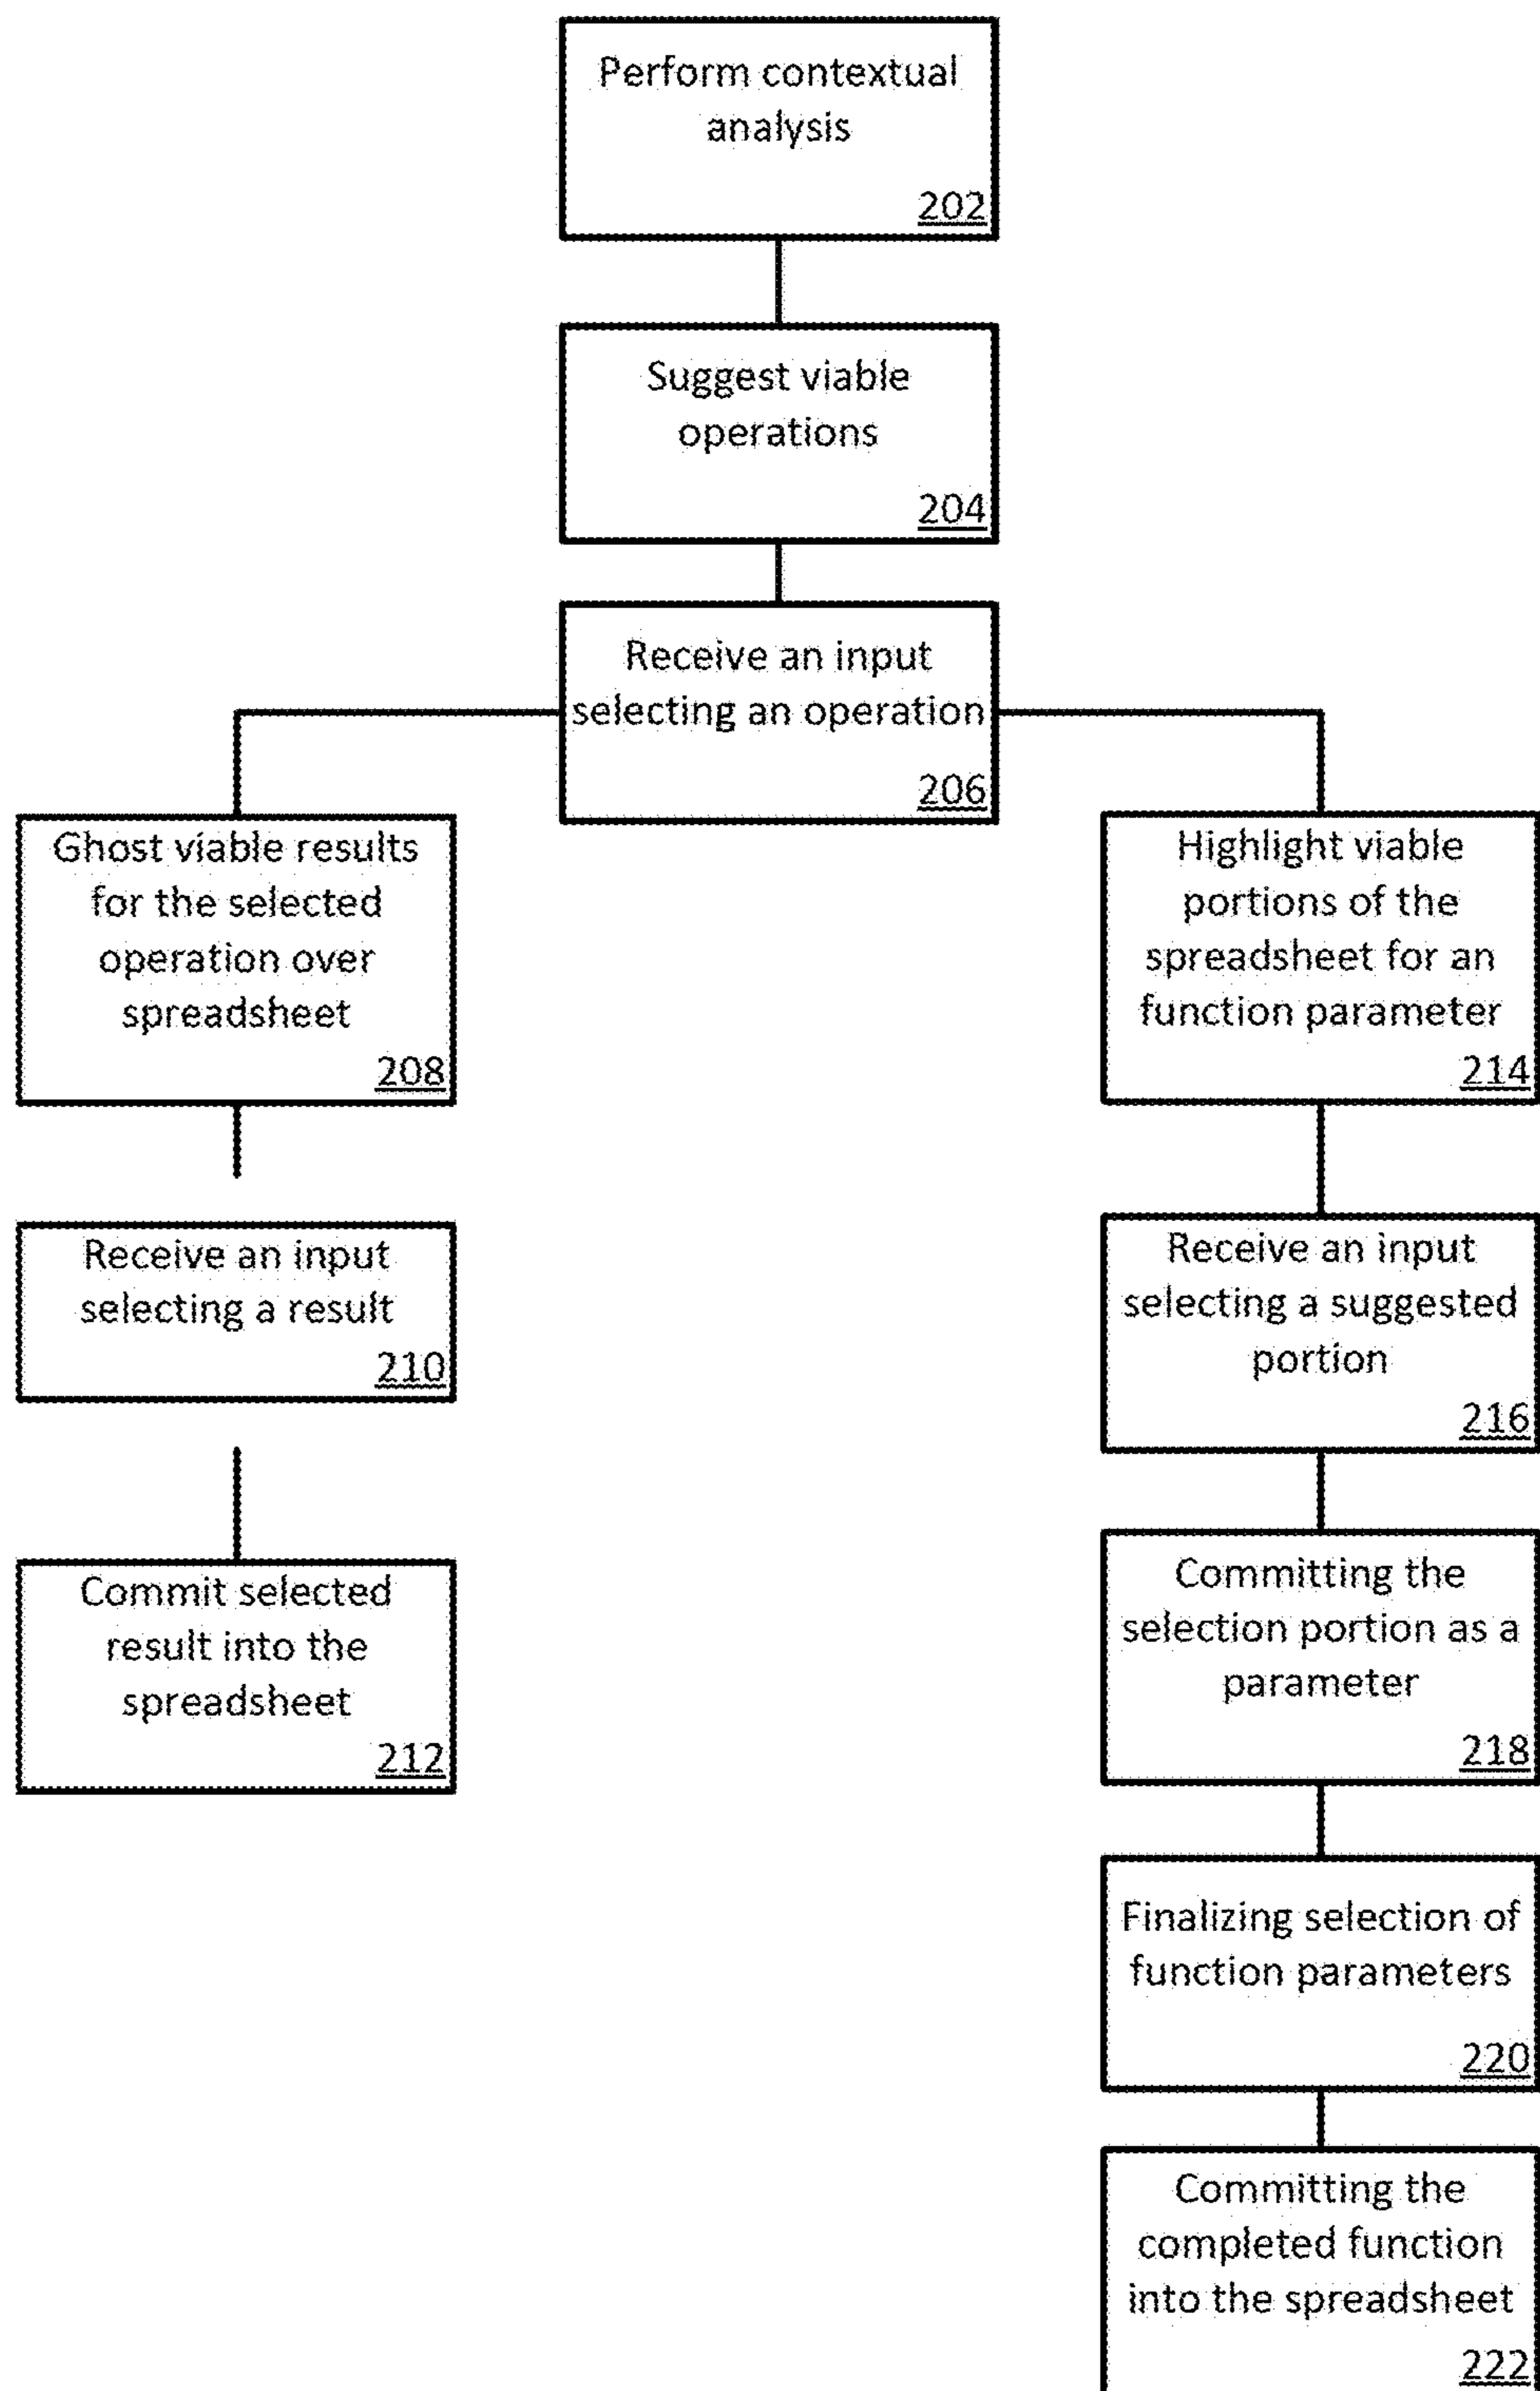 Perform contextual
analysis
202
Suggest viable
operations
204
Receive an input
selecting an operation
206
Ghost viable results
for the selected
operation over
spreadsheet
208
Receive an input
selecting a result
210
Commit selected
result into the
spreadsheet
212
Highlight viable
portions of the
spreadsheet for an
function parameter
214
Receive an input
selecting a suggested
portion
216
Committing the
selection portion as a
parameter
218
Finalizing selection of
function parameters
220
Committing the
completed function
into the spreadsheet
222